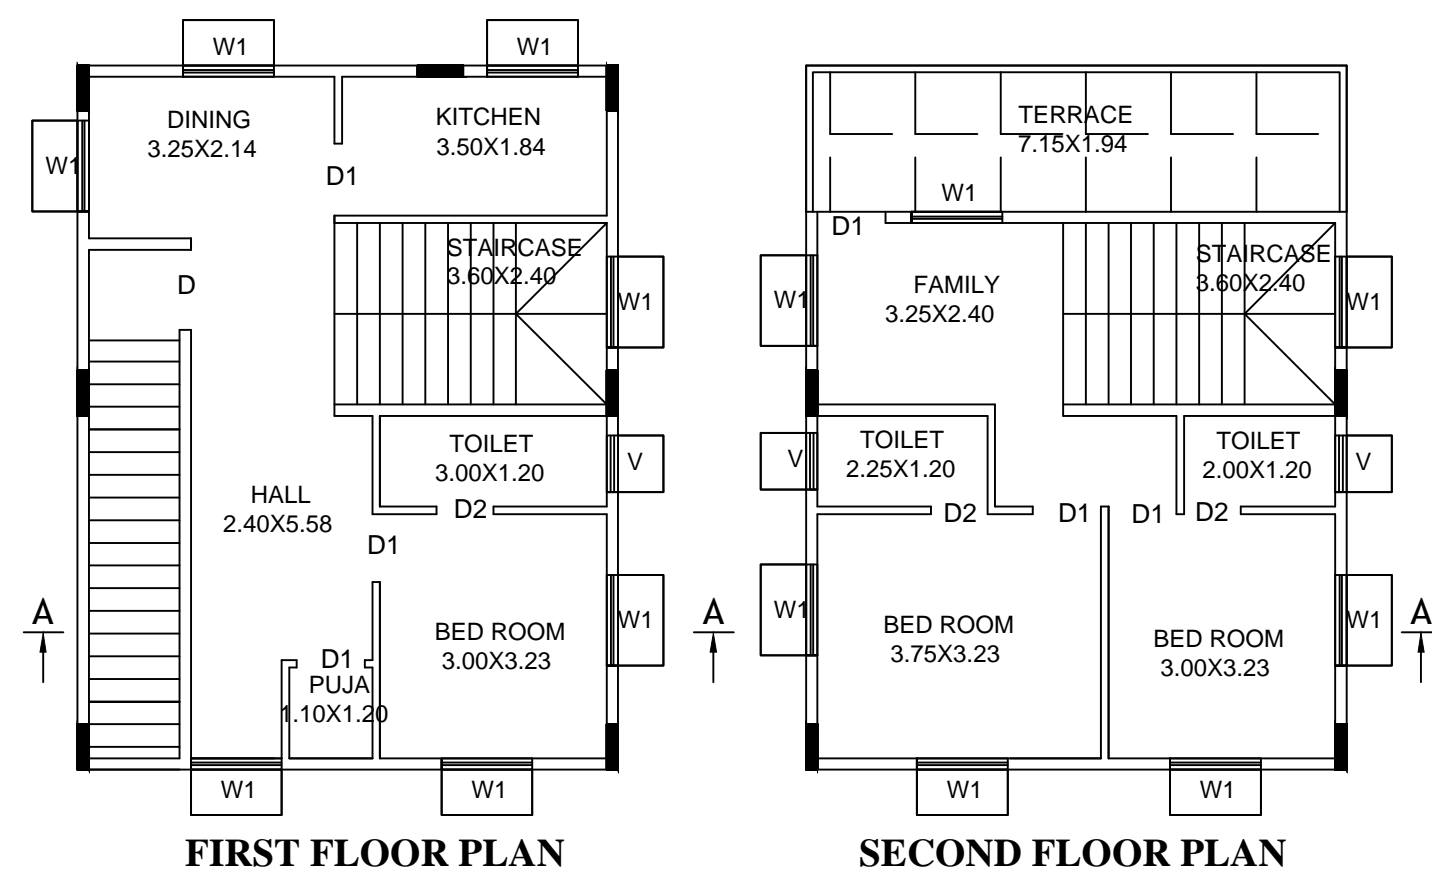 W1
W1
DINING
3.25X2.14
KITCHEN
3.50X1.84
W1
D1
STAIRCASE
3.60X2.40
D
W1
TOILET
3.00X1.20
V
HALL
2.40X5.58
D2
D1
A
W1
BED ROOM
3.00X3.23
D1
PUJA
1.10X1.20
W1
W1
FIRST FLOOR PLAN
TERRACE
7.15X1.94
W1
D1
STAIRCASE
3.60X2.40
FAMILY
3.25X2.40
W1
W1
TOILET
2.25X1.20
TOILET
2.00X1.20
V
V
D2
D1
D1
D2
A
W1
W1
A
BED ROOM
3.75X3.23
BED ROOM
3.00X3.23
W1
W1
SECOND FLOOR PLAN